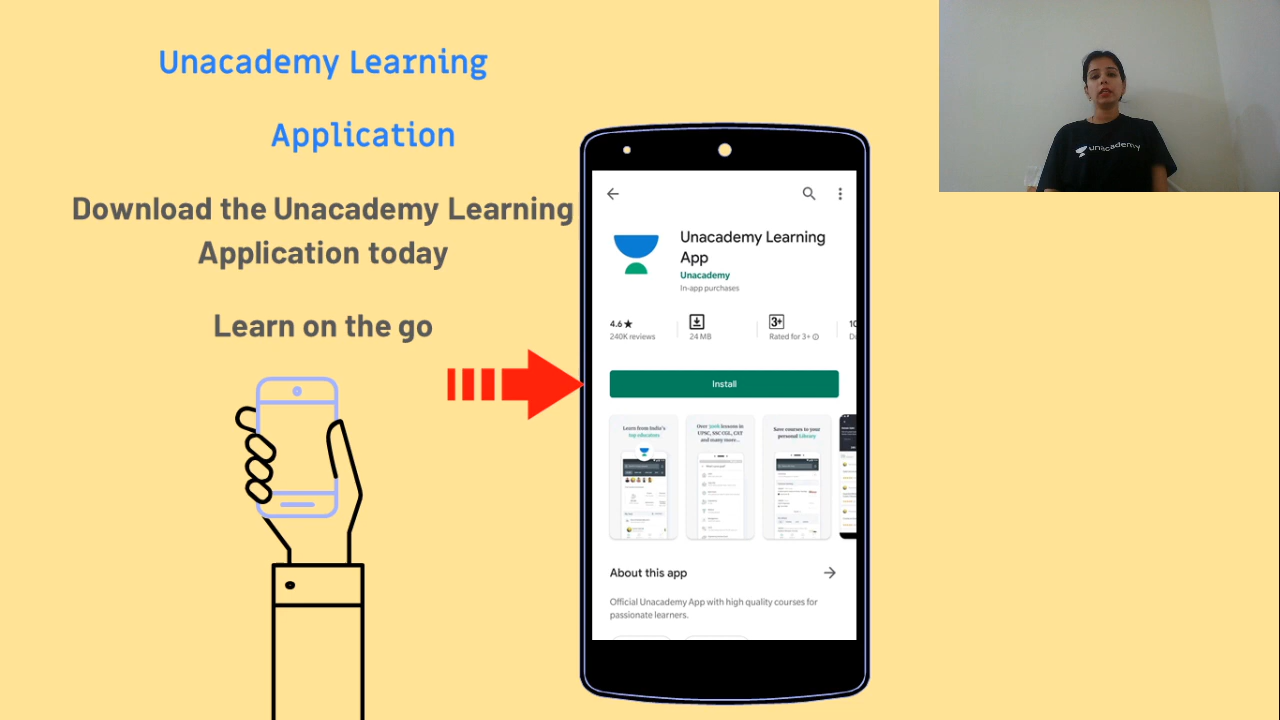 Unacademy Learning
Application
Download the Unacademy Learning
Application today
Learn on the go
unacademy
Unacademy Learning
App
Unacademy
In-app purchases
4.6★
240K reviews
24 MB
3+
Rated for 3+
10
Install
Learn from India's
top educators
Over lessons in
UPSC, SSC CGL, CAT
and many more...
Save courses to your
personal Library
About this app
Official Unacademy App with high quality courses for
passionate learners.